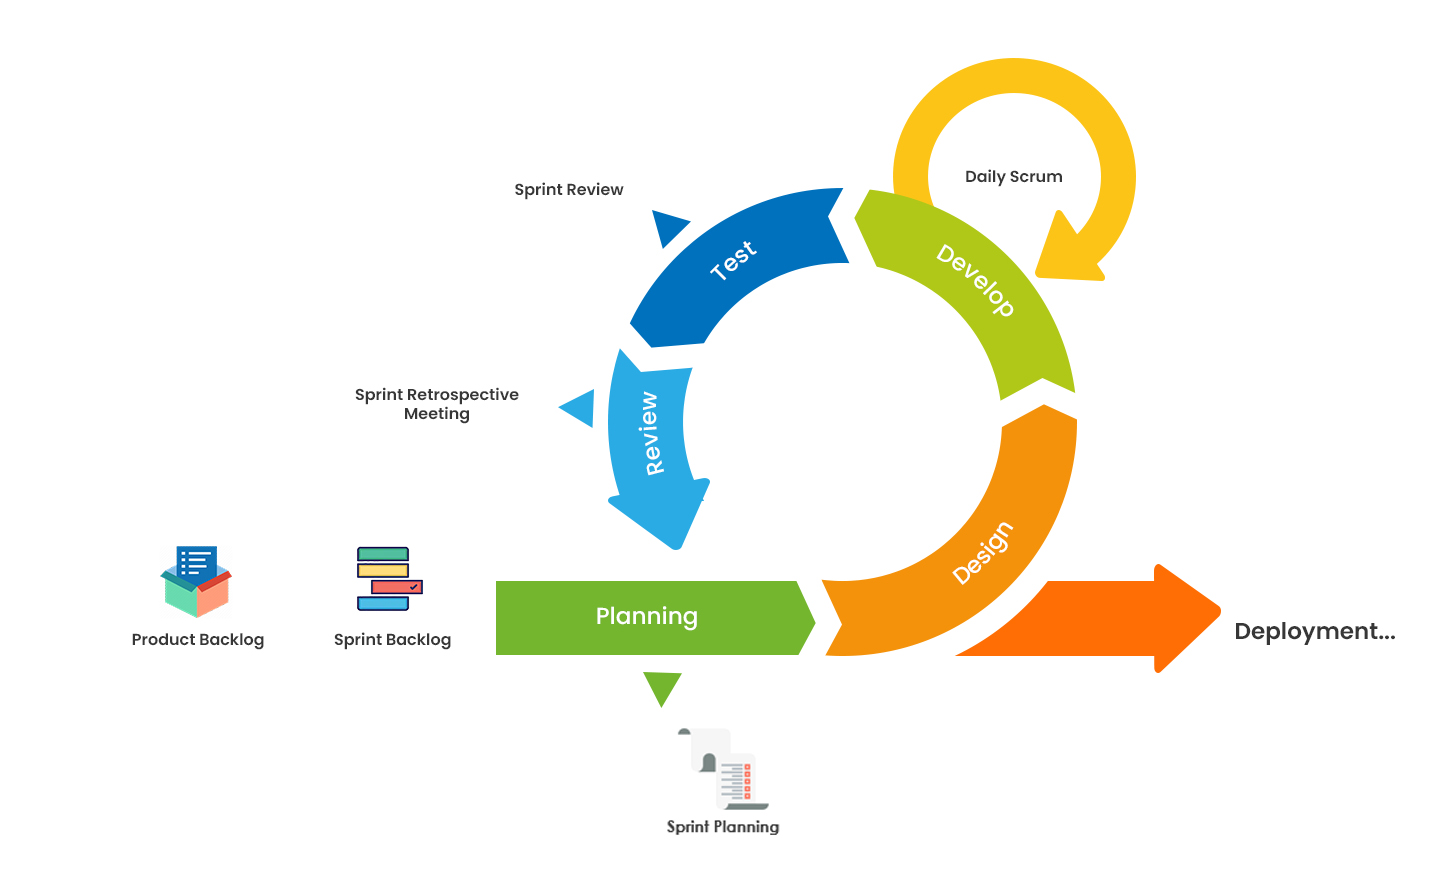 Daily Scrum
Sprint Review
Test
Develop
Sprint Retrospective
Meeting
Review
Design
Planning
Deployment...
Product Backlog
Sprint Backlog
Sprint Planning